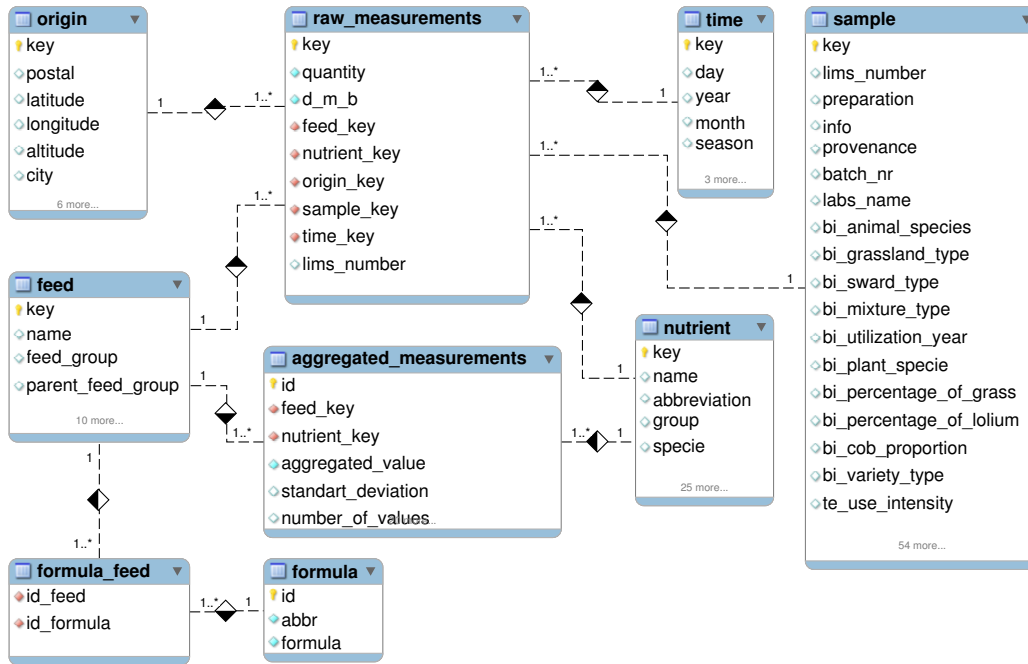 origin
key
postal
latitude
longitude
altitude
city
6 more...
1
1..*
raw_measurements
key
quantity
d_m_b
feed_key
nutrient_key
origin_key
sample_key
time_key
lims_number
1..*
1
1..*
1
1..*
1
time
key
day
year
month
season
3 more...
sample
key
lims_number
preparation
info
provenance
batch_nr
labs_name
bi_animal_species
bi_grassland_type
bi_sward_type
bi_mixture_type
bi_utilization_year
bi_plant_specie
bi_percentage_of_grass
bi_percentage_of_lolium
bi_cob_proportion
bi_variety_type
te_use_intensity
54 more...
feed
key
name
feed_group
parent_feed_group
10 more...
1
1..*
1
1..*
1
1..*
aggregated_measurements
id
feed_key
nutrient_key
aggregated_value
standart_deviation
number_of_values
1..*
1
nutrient
key
name
abbreviation
group
specie
25 more...
formula_feed
id_feed
id_formula
1..*
1
formula
id
abbr
formula